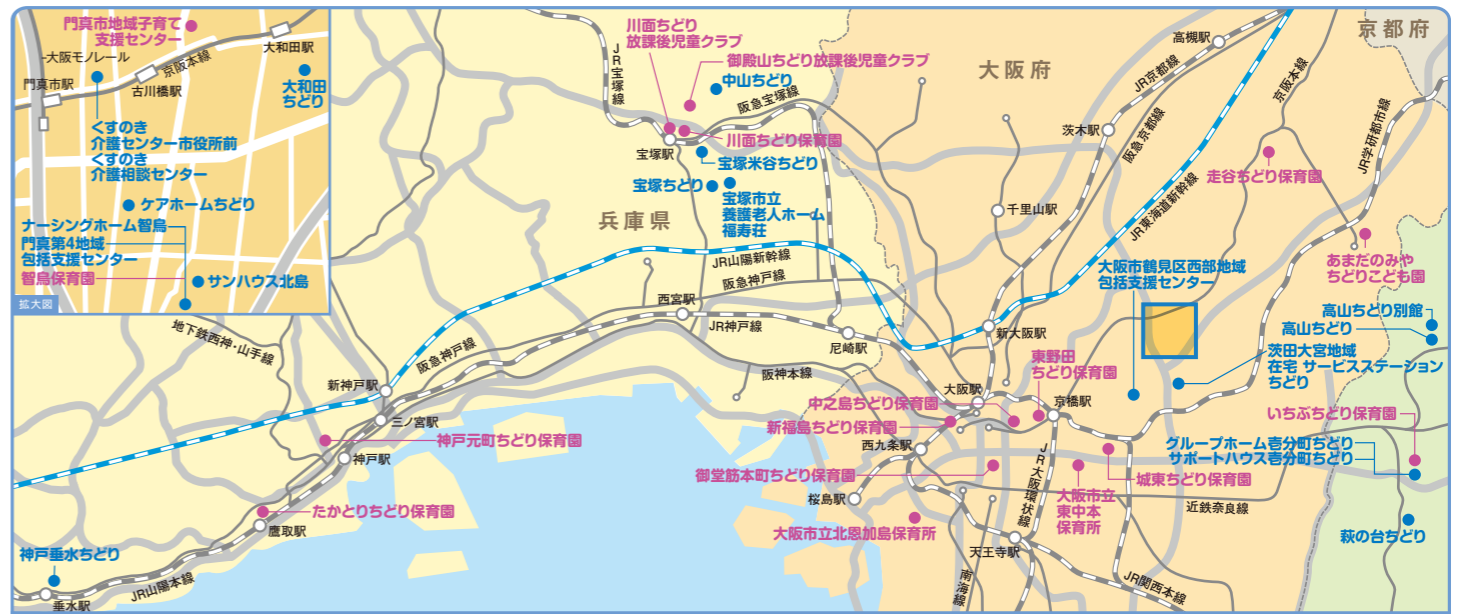 門真市地域子育て
支援センター
大阪モノレール
大和田駅
京阪本線
門真市駅
古川橋駅
大和田
ちどり
くすのき
介護センター市役所前
くすのき
介護相談センター
ケアホームちどり
ナーシングホーム智鳥
門真第4地域
包括支援センター
智鳥保育園
サンハウス北島
拡大図
川面ちどり
放課後児童クラブ
JR宝塚線
御殿山ちどり放課後児童クラブ
中山ちどり
阪急宝塚線
川面ちどり保育園
宝塚駅
宝塚米谷ちどり
宝塚ちどり
宝塚市立
養護老人ホーム
福寿荘
兵庫県
大阪府
京都府
高槻駅
JR京都線
京阪本線
茨木駅
阪急京都線
JR学研都市線
走谷ちどり保育園
千里山駅
JR東海道新幹線
あまだのみや
ちどりこども園
JR山陽新幹線
阪急神戸線
大阪市鶴見区西部地域
包括支援センター
西宮駅
JR神戸線
高山ちどり別館
高山ちどり
地下鉄西神・山手線
阪急神戸線
尼崎駅
新大阪駅
茨田大宮地域
在宅 サービスステーション
ちどり
東野田
ちどり保育園
阪神本線
新神戸駅
大阪駅
京橋駅
中之島ちどり保育園
三ノ宮駅
新福島ちどり保育園
いちぶちどり保育園
神戸元町ちどり保育園
西九条駅
グループホーム壱分町ちどり
サポートハウス壱分町ちどり
神戸駅
御堂筋本町ちどり保育園
JR大阪環状線
城東ちどり保育園
桜島駅
大阪市立
東中本
保育所
近鉄奈良線
たかとりちどり保育園
鷹取駅
大阪市立北恩加島保育所
萩の台ちどり
天王寺駅
神戸垂水ちどり
JR山陽本線
垂水駅
南海線
JR関西本線